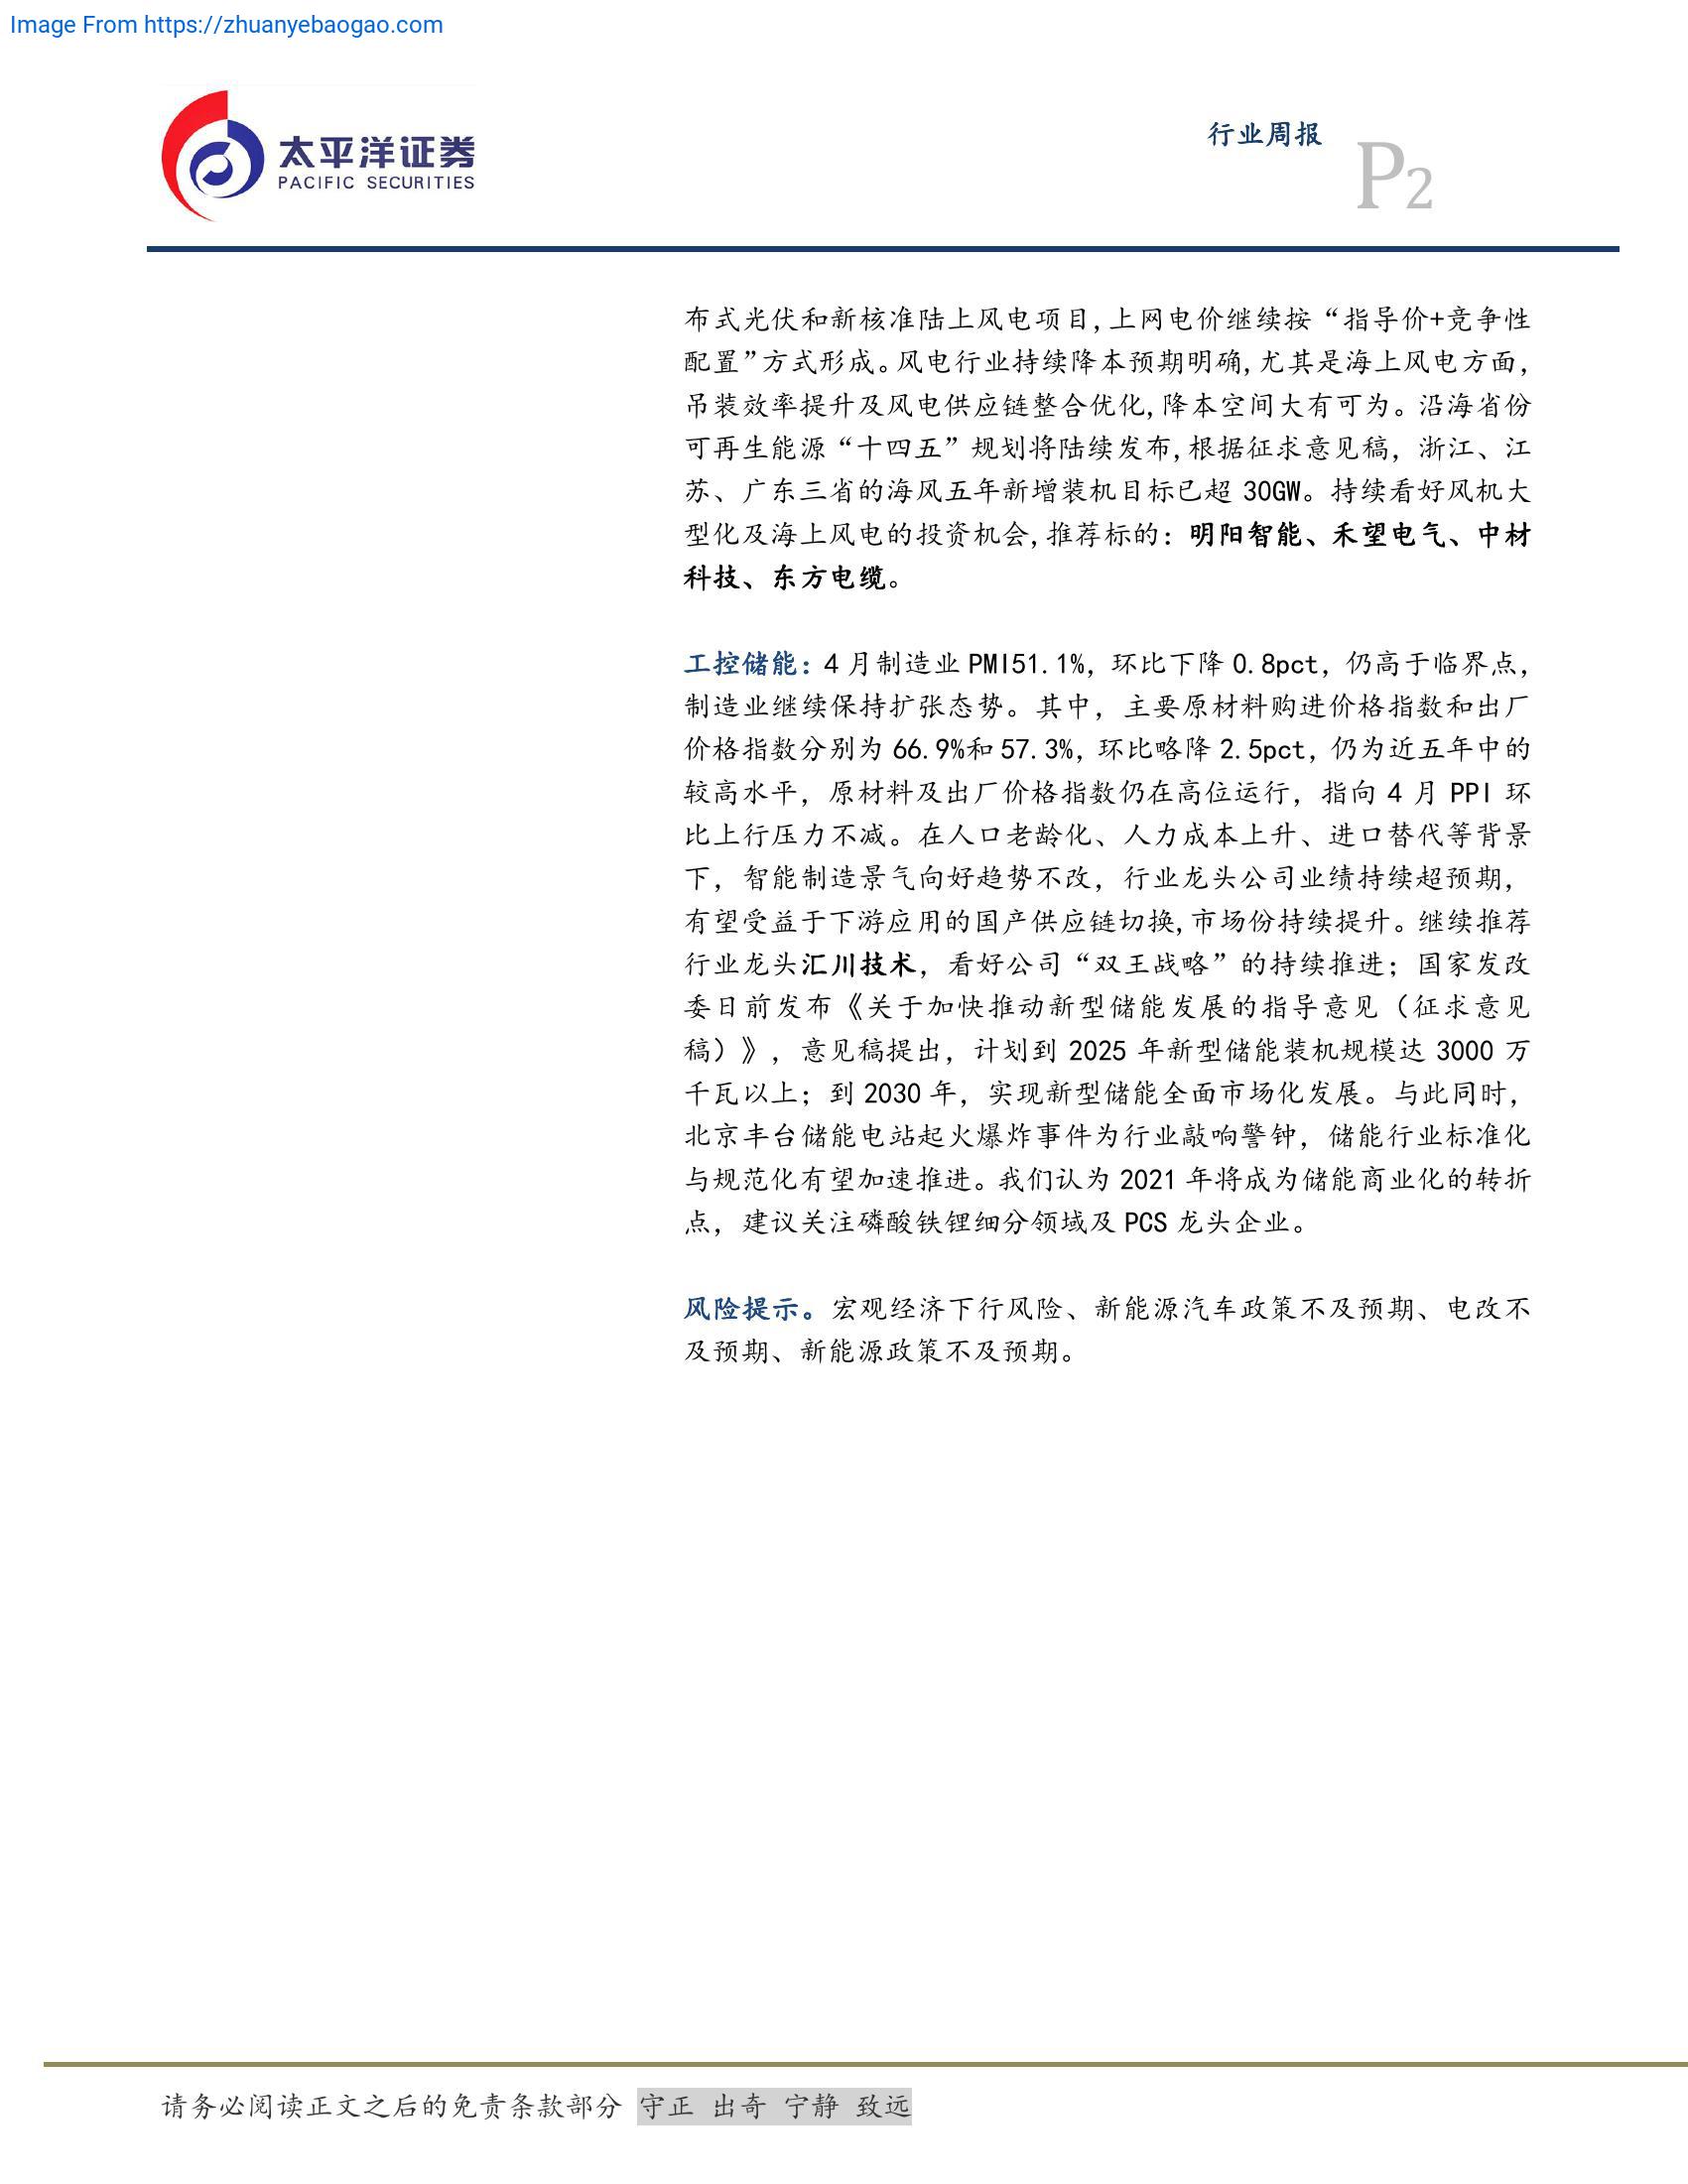 Image From https://zhuanyebaogao.com
太平洋证券
PACIFIC SECURITIES
行业周报
P2
布式光伏和新核准陆上风电项目,上网电价继续按“指导价+竞争性
配置”方式形成。风电行业持续降本预期明确,尤其是海上风电方面，
吊装效率提升及风电供应链整合优化,降本空间大有可为。沿海省份
可再生能源“十四五”规划将陆续发布,根据征求意见稿，浙江、江
苏、广东三省的海风五年新增装机目标已超 30GW。持续看好风机大
型化及海上风电的投资机会,推荐标的：明阳智能、禾望电气、中材
科技、东方电缆。
工控储能：4 月制造业 PMI51.1%，环比下降 0.8pct，仍高于临界点，
制造业继续保持扩张态势。其中，主要原材料购进价格指数和出厂
价格指数分别为 66.9%和 57.3%，环比略降 2.5pct，仍为近五年中的
较高水平，原材料及出厂价格指数仍在高位运行，指向 4 月 PPI 环
比上行压力不减。在人口老龄化、人力成本上升、进口替代等背景
下，智能制造景气向好趋势不改，行业龙头公司业绩持续超预期，
有望受益于下游应用的国产供应链切换,市场份持续提升。继续推荐
行业龙头汇川技术，看好公司“双王战略”的持续推进；国家发改
委日前发布《关于加快推动新型储能发展的指导意见（征求意见
稿）》，意见稿提出，计划到 2025 年新型储能装机规模达 3000 万
千瓦以上；到 2030 年，实现新型储能全面市场化发展。与此同时，
北京丰台储能电站起火爆炸事件为行业敲响警钟，储能行业标准化
与规范化有望加速推进。我们认为 2021 年将成为储能商业化的转折
点，建议关注磷酸铁锂细分领域及 PCS 龙头企业。
风险提示。宏观经济下行风险、新能源汽车政策不及预期、电改不
及预期、新能源政策不及预期。
请务必阅读正文之后的免责条款部分 守正 出奇 宁静 致远